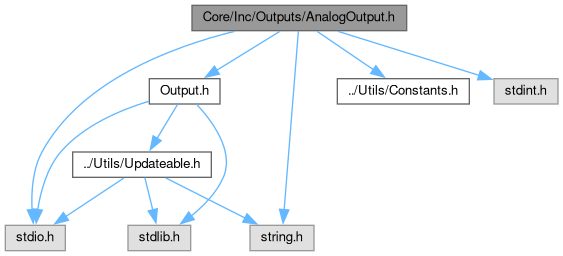 Core/Inc/Outputs/AnalogOutput.h
Output.h
../Utils/Constants.h
stdint.h
../Utils/Updateable.h
stdio.h
stdlib.h
string.h